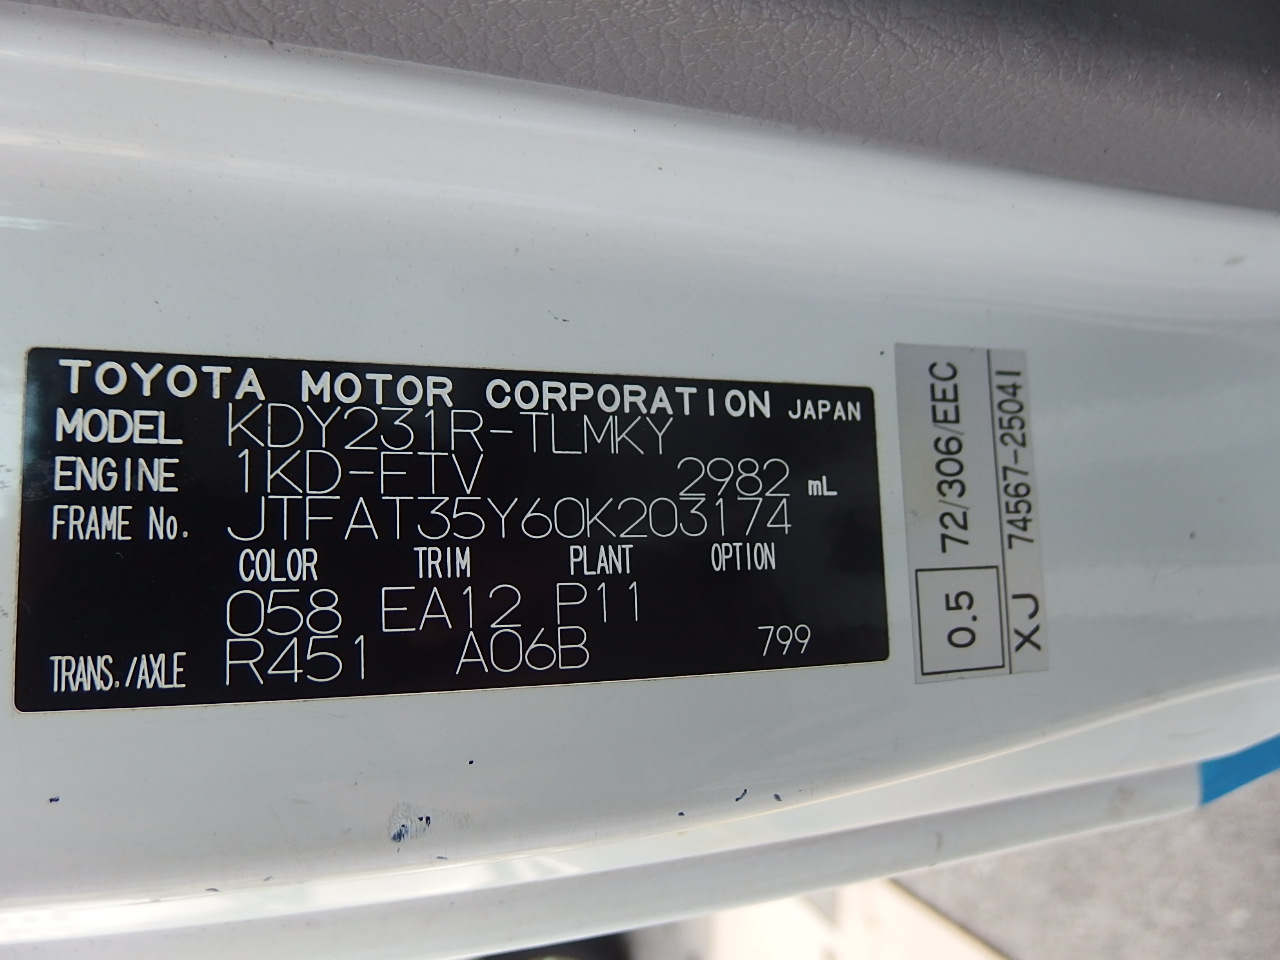 TOYOTA MOTOR CORPORATION JAPAN
MODEL KDY231R-TLMKY
ENGINE 1KD-FTV 2982 mL
FRAME No. JTFAT35Y60K203174
COLOR TRIM PLANT OPTION
058 EA12 P11
TRANS./AXLE R451 A06B 799
0.5 72/306/EEC
XJ 74567-25041